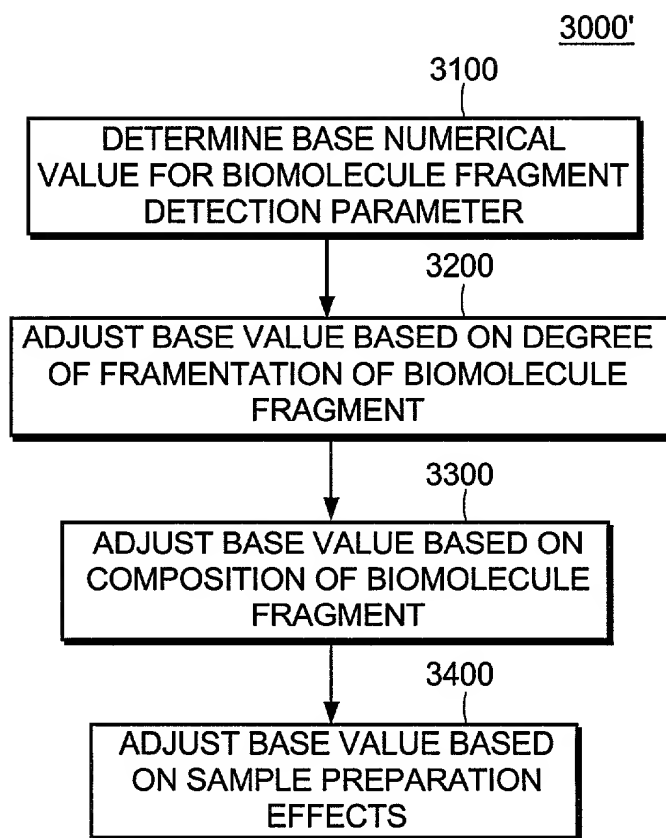 3000'
3100
DETERMINE BASE NUMERICAL
VALUE FOR BIOMOLECULE FRAGMENT
DETECTION PARAMETER
3200
ADJUST BASE VALUE BASED ON DEGREE
OF FRAMENTATION OF BIOMOLECULE
FRAGMENT
3300
ADJUST BASE VALUE BASED ON
COMPOSITION OF BIOMOLECULE
FRAGMENT
3400
ADJUST BASE VALUE BASED
ON SAMPLE PREPARATION
EFFECTS